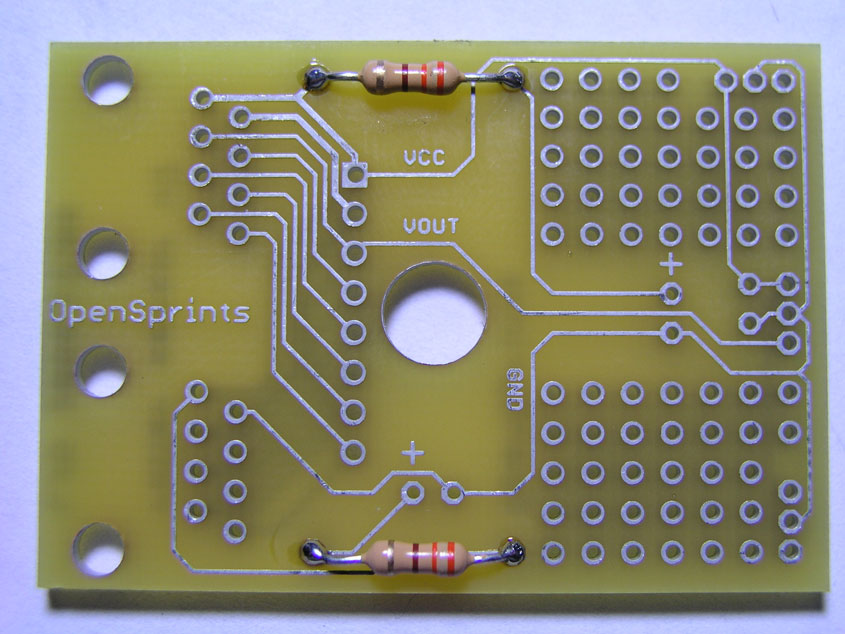 VCC
VOUT
+
OpenSprints
GND
+